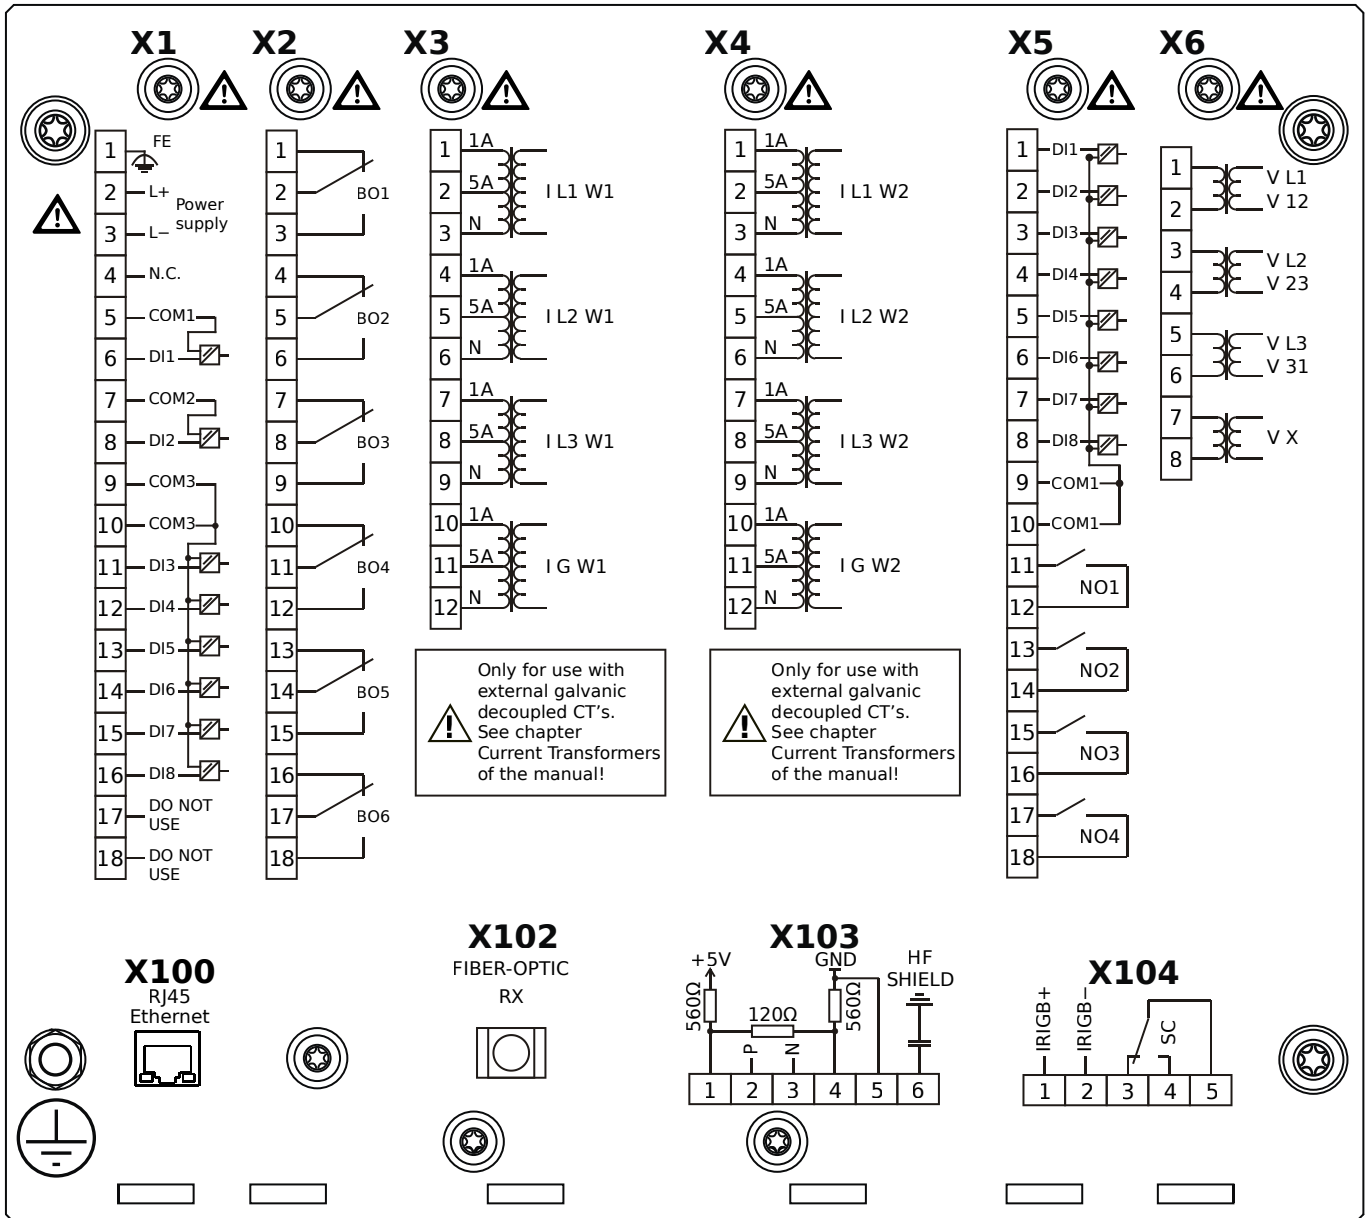 X1
X2
X3
X4
X5
X6
1
FE
2
L+
Power
supply
3
L−
4
N.C.
5
COM1
6
DI1
7
COM2
8
DI2
9
COM3
10
COM3
11
DI3
12
DI4
13
DI5
14
DI6
15
DI7
16
DI8
17
DO NOT
USE
18
DO NOT
USE
1
2
BO1
3
4
5
BO2
6
7
8
BO3
9
10
11
BO4
12
13
14
BO5
15
16
17
BO6
18
1
1A
2
5A
I L1 W1
3
N
4
1A
5
5A
I L2 W1
6
N
7
1A
8
5A
I L3 W1
9
N
10
1A
11
5A
I G W1
12
N
Only for use with
external galvanic
decoupled CT's.
See chapter
Current Transformers
of the manual!
1
1A
2
5A
I L1 W2
3
N
4
1A
5
5A
I L2 W2
6
N
7
1A
8
5A
I L3 W2
9
N
10
1A
11
5A
I G W2
12
N
Only for use with
external galvanic
decoupled CT's.
See chapter
Current Transformers
of the manual!
1
DI1
2
DI2
3
DI3
4
DI4
5
DI5
6
DI6
7
DI7
8
DI8
9
COM1
10
COM1
11
NO1
12
13
NO2
14
15
NO3
16
17
NO4
18
1
V L1
2
V 12
3
V L2
4
V 23
5
V L3
6
V 31
7
V X
8
X100
RJ45
Ethernet
X102
FIBER-OPTIC
RX
X103
+5V
GND
HF
SHIELD
560Ω
120Ω
560Ω
P
N
1 2 3 4 5 6
X104
IRIGB+
IRIGB−
SC
1 2 3 4 5